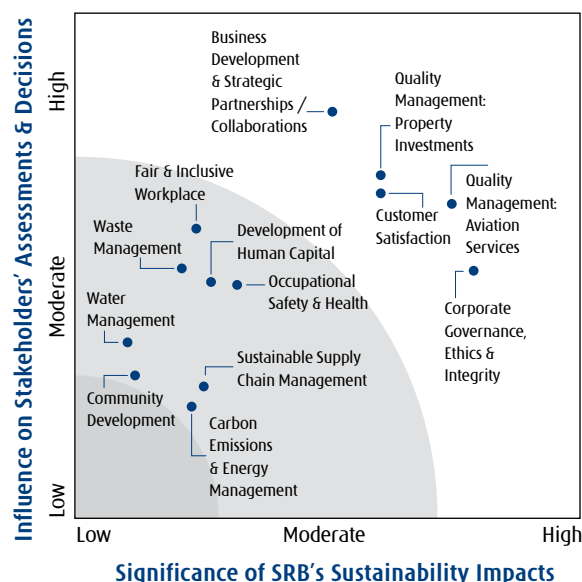 Influence on Stakeholders' Assessments & Decisions
High
Moderate
Low
Business
Development
& Strategic
Partnerships /
Collaborations
Quality
Management:
Property
Investments
Fair & Inclusive
Workplace
Customer
Satisfaction
Quality
Management:
Aviation
Services
Waste
Management
Development of
Human Capital
Occupational
Safety & Health
Corporate
Governance,
Ethics &
Integrity
Water
Management
Sustainable Supply
Chain Management
Community
Development
Carbon
Emissions
& Energy
Management
Low
Moderate
High
Significance of SRB's Sustainability Impacts